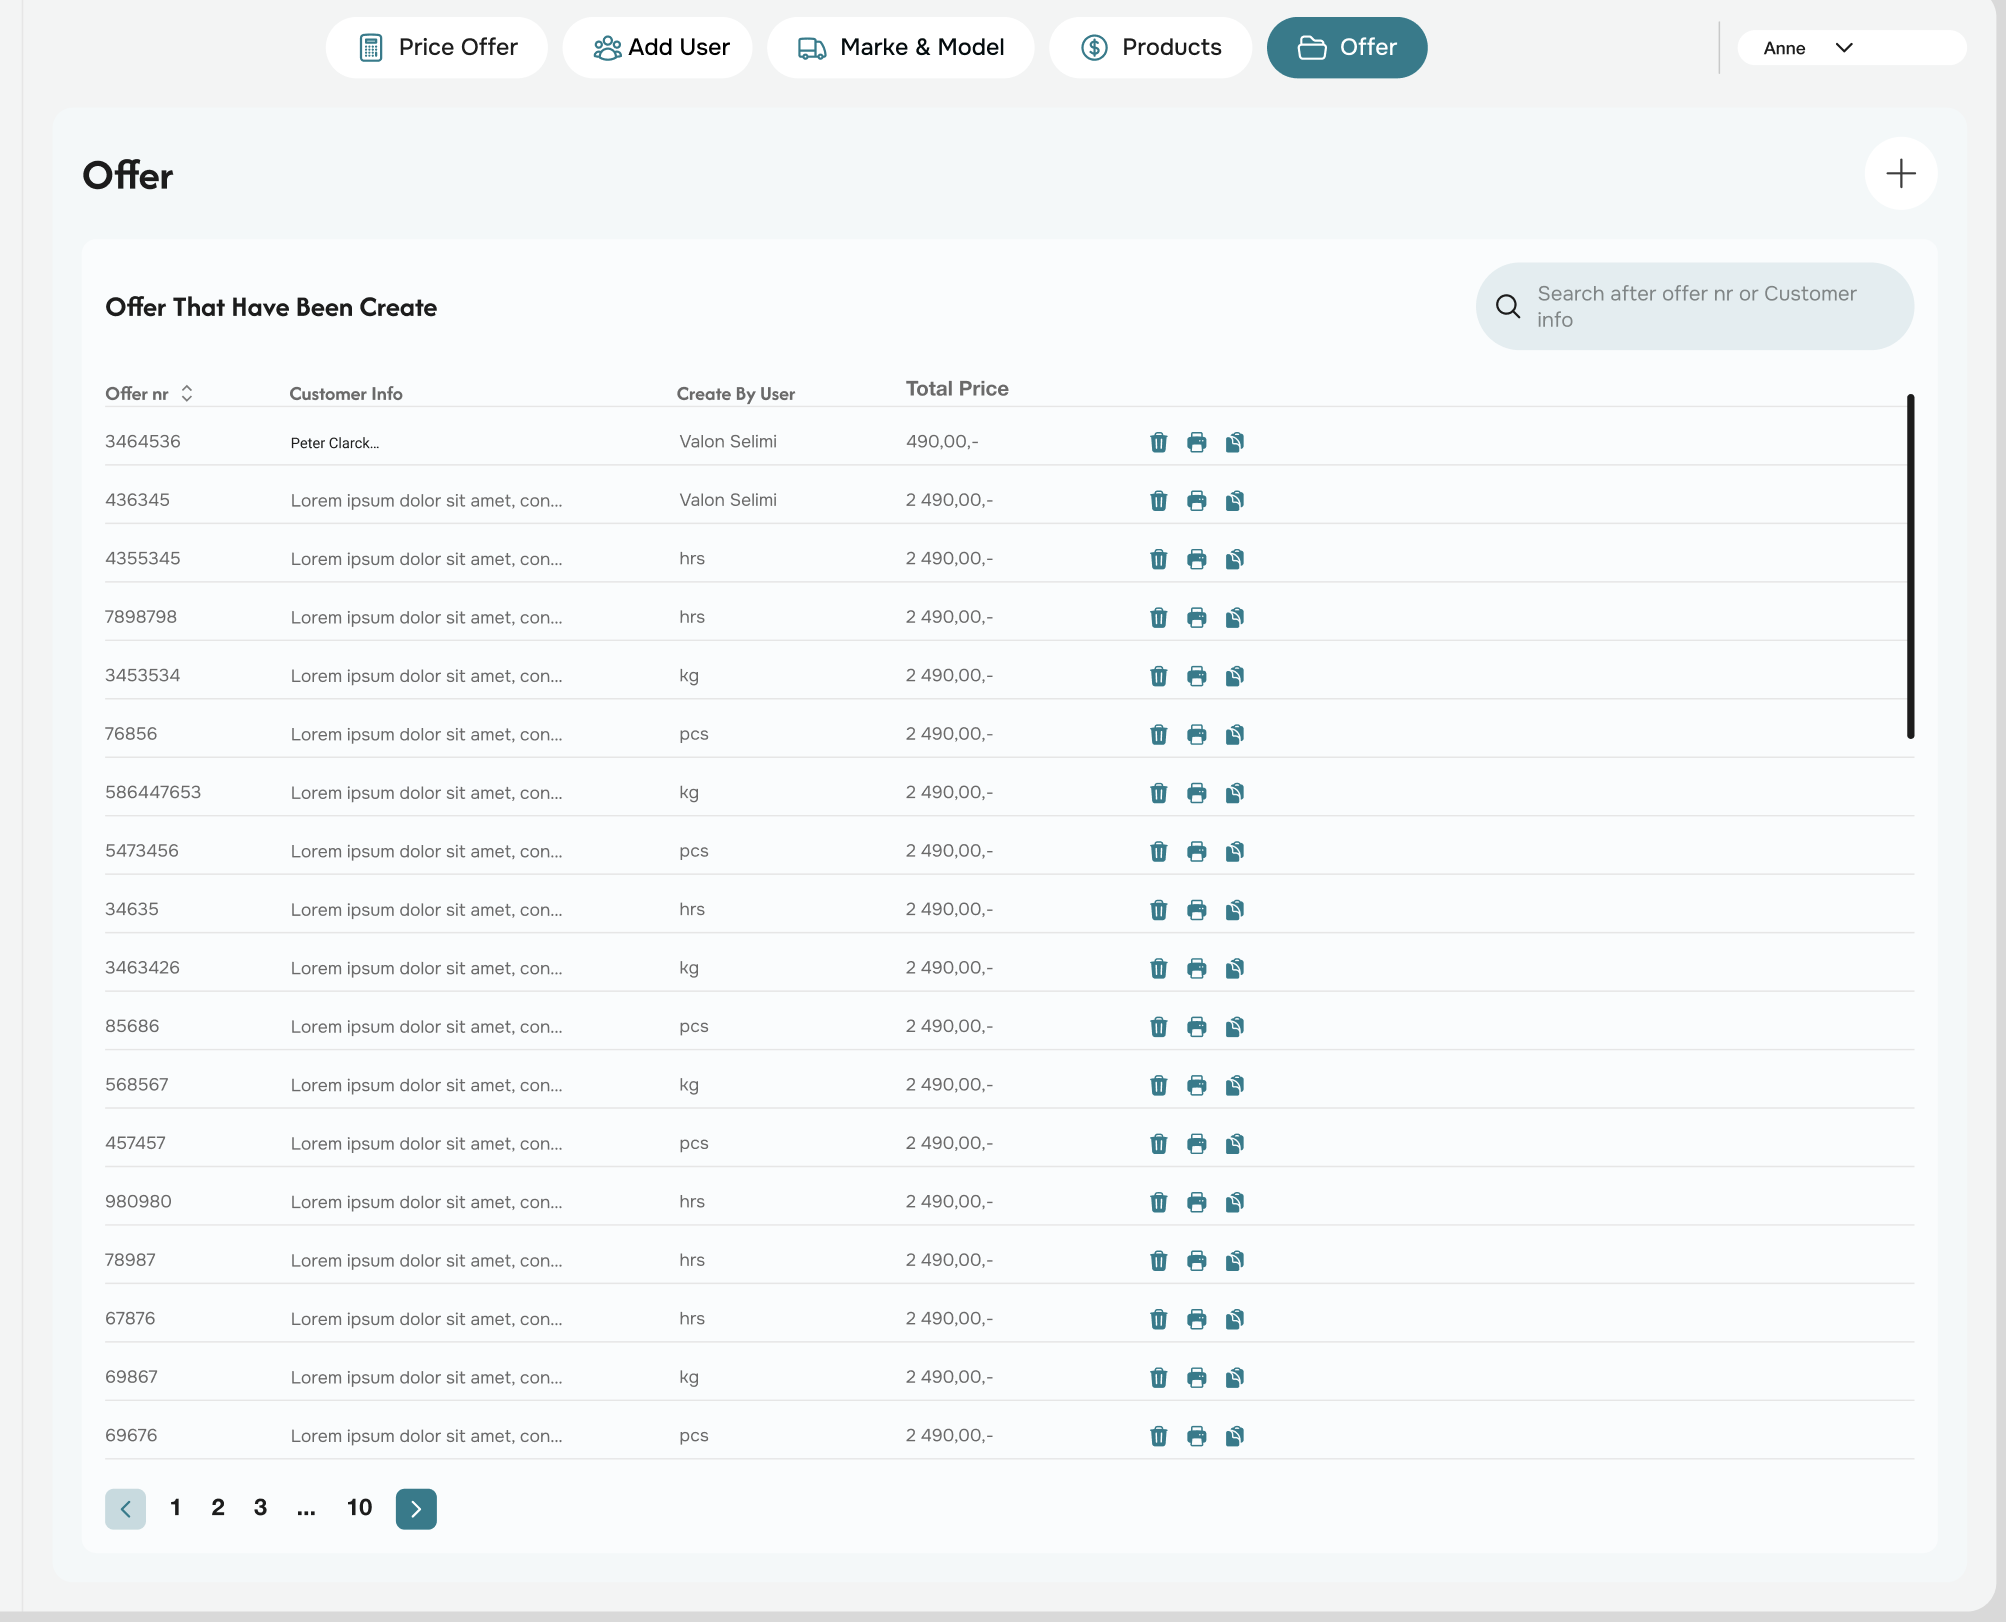 Price Offer
Add User
Marke & Model
Products
Offer
Anne
Offer
Offer That Have Been Create
Search after offer nr or Customer
info
Offer nr Customer Info Create By User Total Price
3464536 Peter Clarck... Valon Selimi 490,00,-
436345 Lorem ipsum dolor sit amet, con... Valon Selimi 2 490,00,-
4355345 Lorem ipsum dolor sit amet, con... hrs 2 490,00,-
7898798 Lorem ipsum dolor sit amet, con... hrs 2 490,00,-
3453534 Lorem ipsum dolor sit amet, con... kg 2 490,00,-
76856 Lorem ipsum dolor sit amet, con... pcs 2 490,00,-
586447653 Lorem ipsum dolor sit amet, con... kg 2 490,00,-
5473456 Lorem ipsum dolor sit amet, con... pcs 2 490,00,-
34635 Lorem ipsum dolor sit amet, con... hrs 2 490,00,-
3463426 Lorem ipsum dolor sit amet, con... kg 2 490,00,-
85686 Lorem ipsum dolor sit amet, con... pcs 2 490,00,-
568567 Lorem ipsum dolor sit amet, con... kg 2 490,00,-
457457 Lorem ipsum dolor sit amet, con... pcs 2 490,00,-
980980 Lorem ipsum dolor sit amet, con... hrs 2 490,00,-
78987 Lorem ipsum dolor sit amet, con... hrs 2 490,00,-
67876 Lorem ipsum dolor sit amet, con... hrs 2 490,00,-
69867 Lorem ipsum dolor sit amet, con... kg 2 490,00,-
69676 Lorem ipsum dolor sit amet, con... pcs 2 490,00,-
1 2 3 ... 10